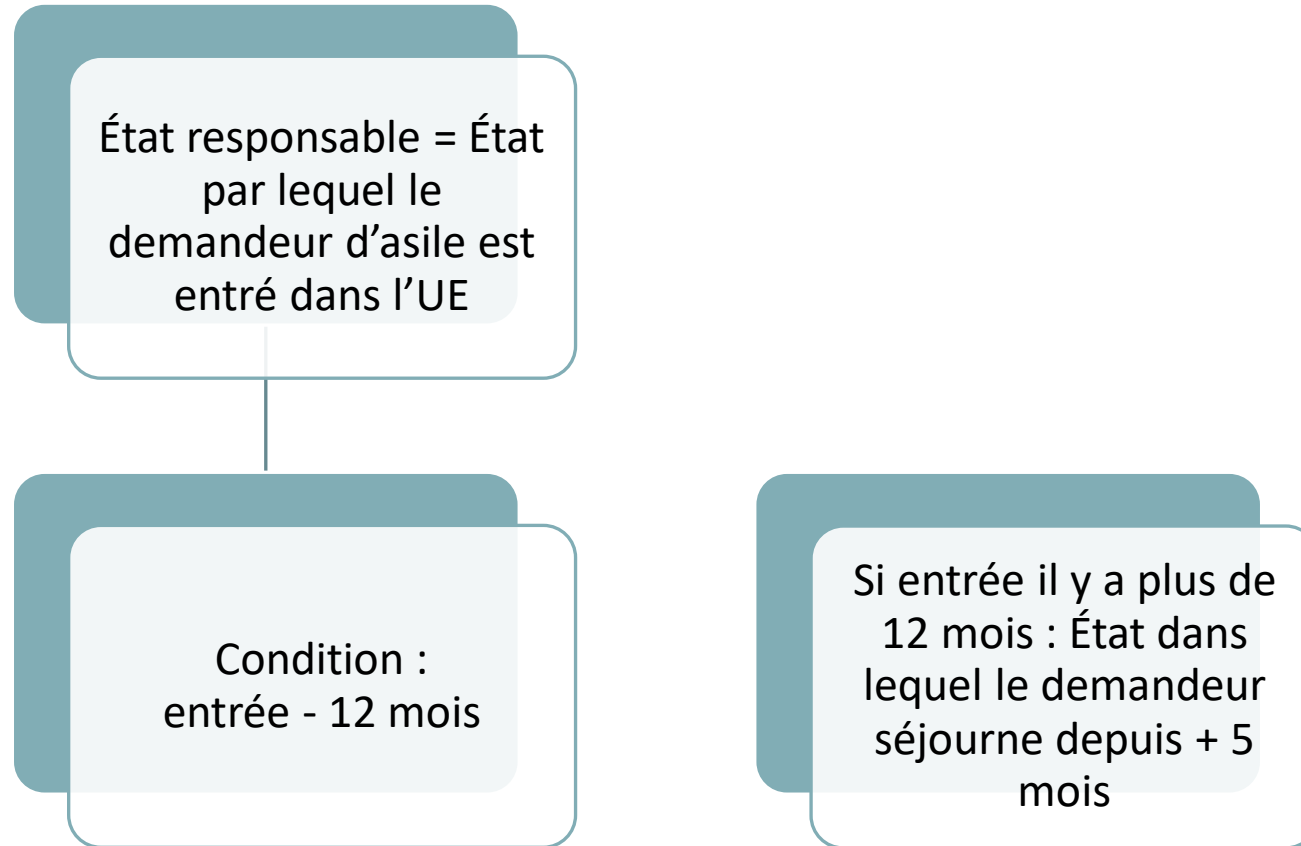 État responsable = État
par lequel le
demandeur d’asile est
entré dans l’UE
Condition :
entrée - 12 mois
Si entrée il y a plus de
12 mois : État dans
lequel le demandeur
séjourne depuis + 5
mois